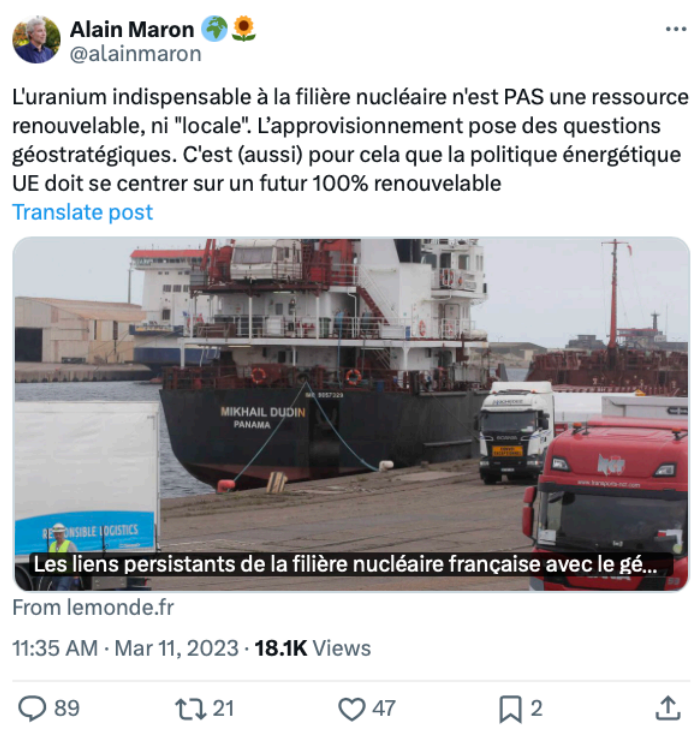 Alain Maron
@alainmaron
L'uranium indispensable à la filière nucléaire n'est PAS une ressource
renouvelable, ni "locale". L’approvisionnement pose des questions
géostratégiques. C'est (aussi) pour cela que la politique énergétique
UE doit se centrer sur un futur 100% renouvelable
Translate post
MIKHAIL DUDIN
PANAMA
SCANIA
LOGISTICS
Les liens persistants de la filière nucléaire française avec le gé...
From lemonde.fr
11:35 AM · Mar 11, 2023 · 18.1K Views
89 21 47 2